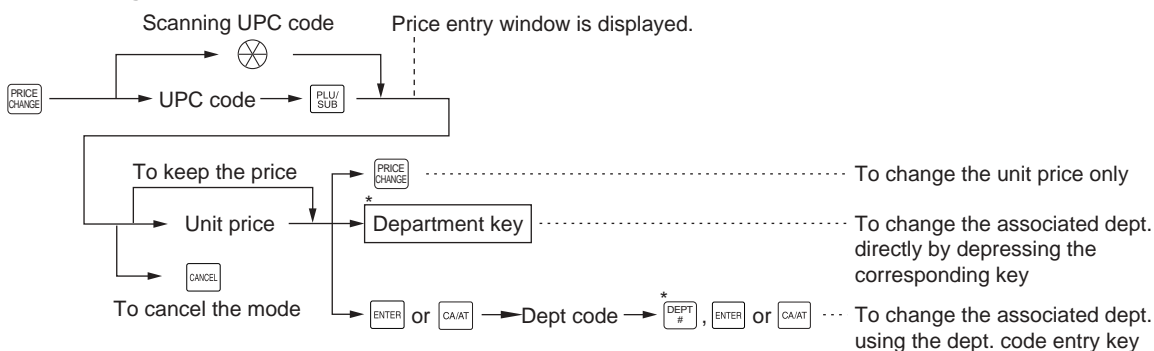 Scanning UPC code
Price entry window is displayed.
PRICE
CHANGE
UPC code
PLU/
SUB
To keep the price
PRICE
CHANGE
To change the unit price only
Unit price
*
Department key
To change the associated dept.
directly by depressing the
corresponding key
CANCEL
To cancel the mode
ENTER or CA/AT Dept code * DEPT
# , ENTER or CA/AT
To change the associated dept.
using the dept. code entry key